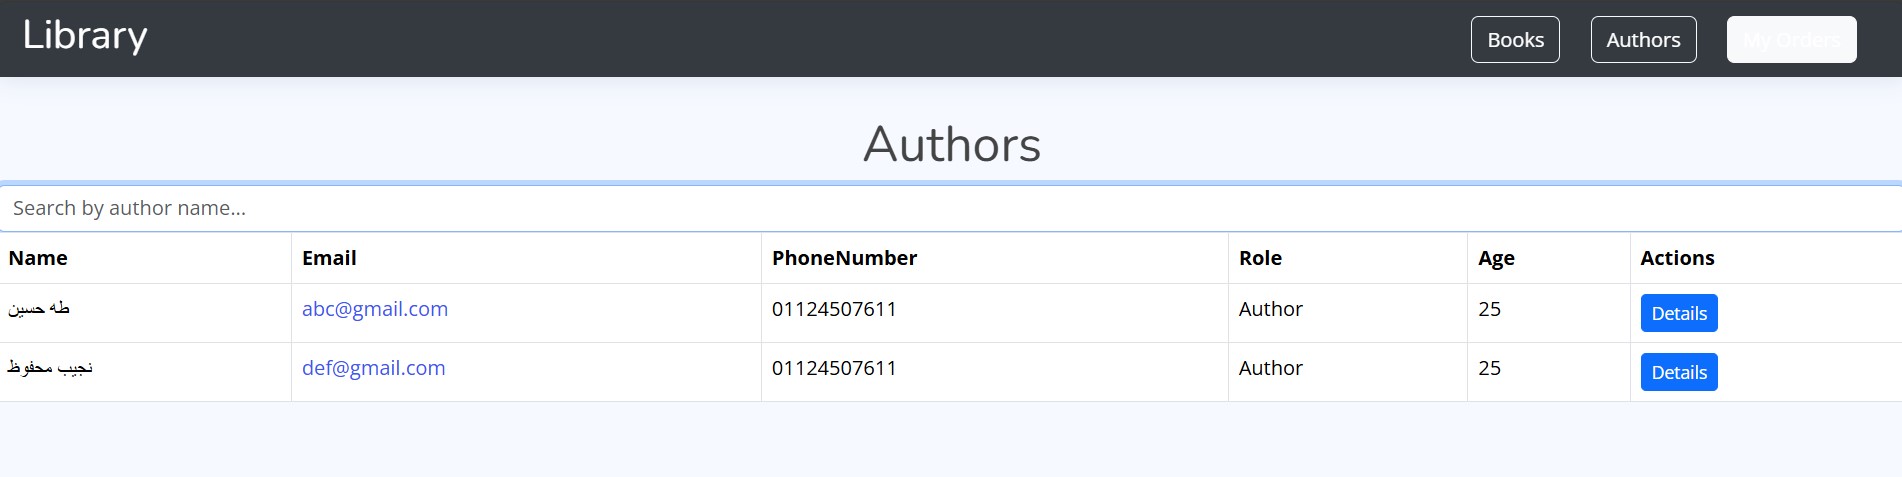 Library
Books Authors My Orders
Authors
Search by author name...
Name Email PhoneNumber Role Age Actions
طه حسين abc@gmail.com 01124507611 Author 25 Details
نجيب محفوظ def@gmail.com 01124507611 Author 25 Details